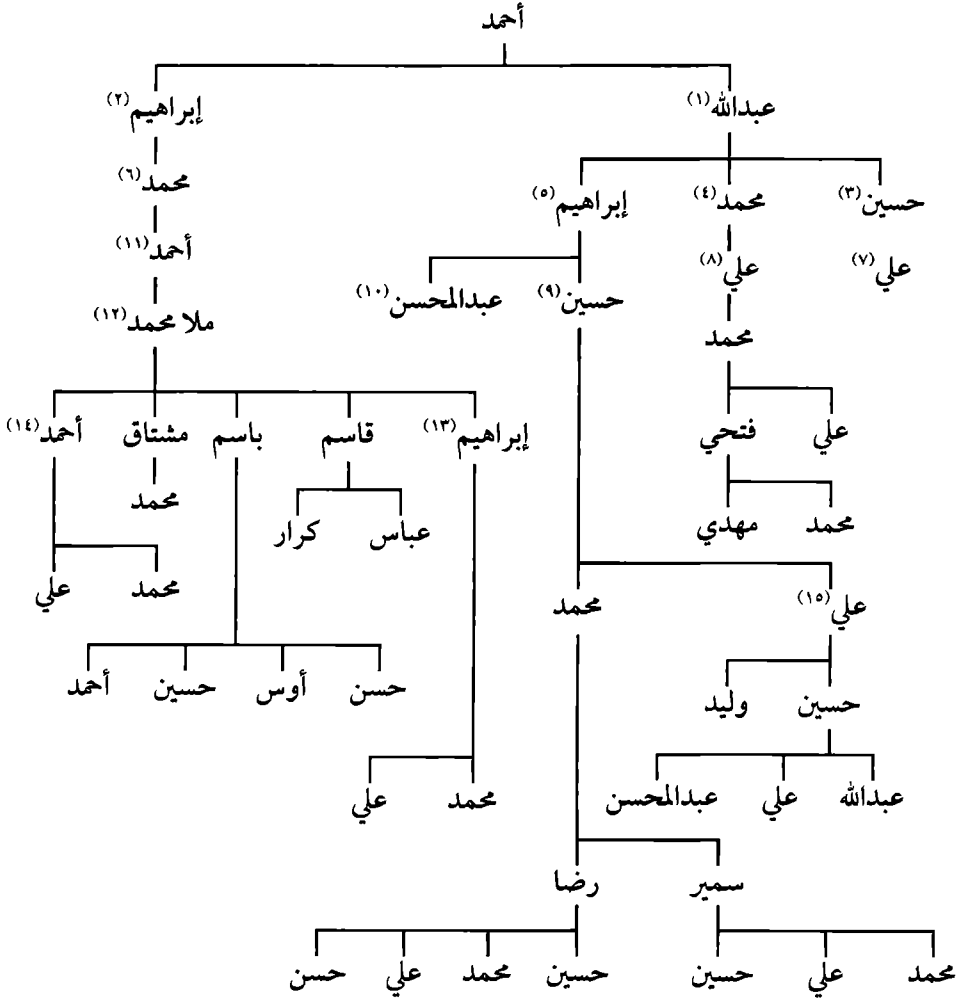 أحمد
عبدالله(١) إبراهيم(٢)
حسين(٣) محمد(٤) إبراهيم(٥) محمد(٦)
علي(٧) علي(٨) حسين(٩) عبدالمحسن(١٠) أحمد(١١)
محمد ملا محمد(١٢)
علي فتحي إبراهيم(١٣) قاسم باسم مشتاق أحمد(١٤)
محمد مهدي عباس كرار محمد
علي(١٥) محمد محمد علي
حسين وليد حسن أوس حسين أحمد
عبدالله علي عبدالمحسن محمد علي
سمير رضا
محمد علي حسين حسين محمد علي حسن